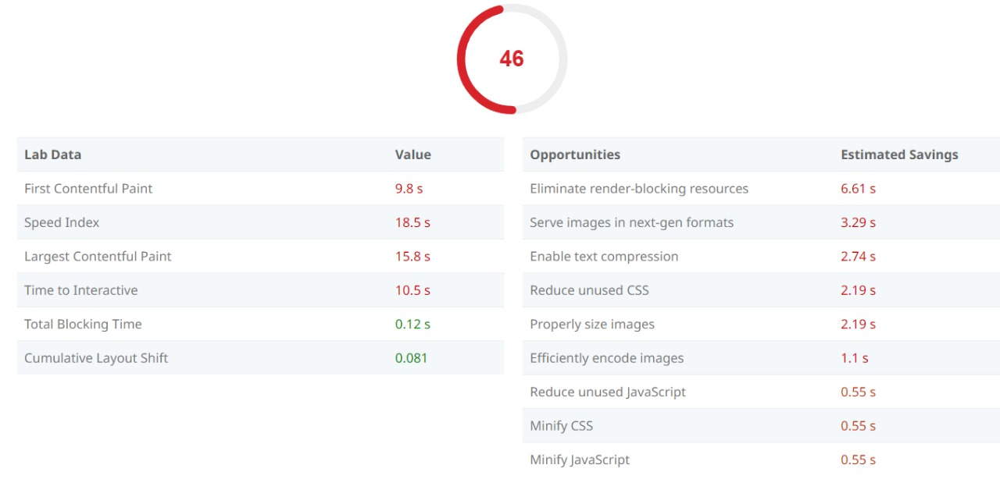 46
Lab Data Value
First Contentful Paint 9.8 s
Speed Index 18.5 s
Largest Contentful Paint 15.8 s
Time to Interactive 10.5 s
Total Blocking Time 0.12 s
Cumulative Layout Shift 0.081
Opportunities Estimated Savings
Eliminate render-blocking resources 6.61 s
Serve images in next-gen formats 3.29 s
Enable text compression 2.74 s
Reduce unused CSS 2.19 s
Properly size images 2.19 s
Efficiently encode images 1.1 s
Reduce unused JavaScript 0.55 s
Minify CSS 0.55 s
Minify JavaScript 0.55 s